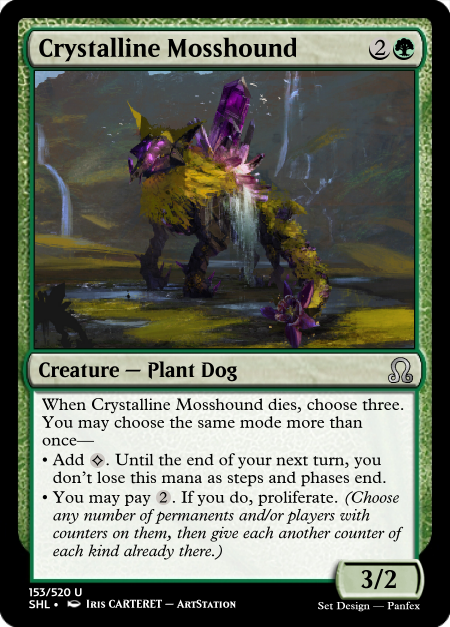 Crystalline Mosshound 2
Creature — Plant Dog
When Crystalline Mosshound dies, choose three.
You may choose the same mode more than
once—
• Add . Until the end of your next turn, you
don't lose this mana as steps and phases end.
• You may pay 2. If you do, proliferate. (Choose
any number of permanents and/or players with
counters on them, then give each another counter of
each kind already there.)
3/2
153/520 U
SHL • Iris CARTERET — ArtStation
Set Design — Panfex